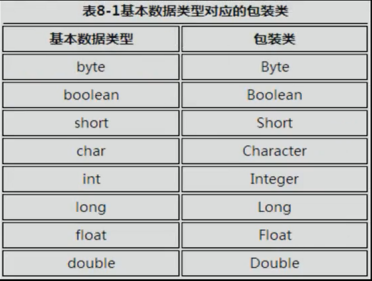 表8-1基本数据类型对应的包装类
基本数据类型 包装类
byte Byte
boolean Boolean
short Short
char Character
int Integer
long Long
float Float
double Double